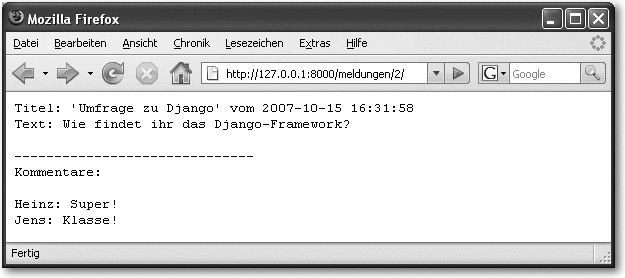 Mozilla Firefox
Datei Bearbeiten Ansicht Chronik Lesezeichen Extras Hilfe
http://127.0.0.1:8000/meldungen/2/ G Google
Titel: 'Umfrage zu Django' vom 2007-10-15 16:31:58
Text: Wie findet ihr das Django-Framework?
------------------------------
Kommentare:
Heinz: Super!
Jens: Klasse!
Fertig